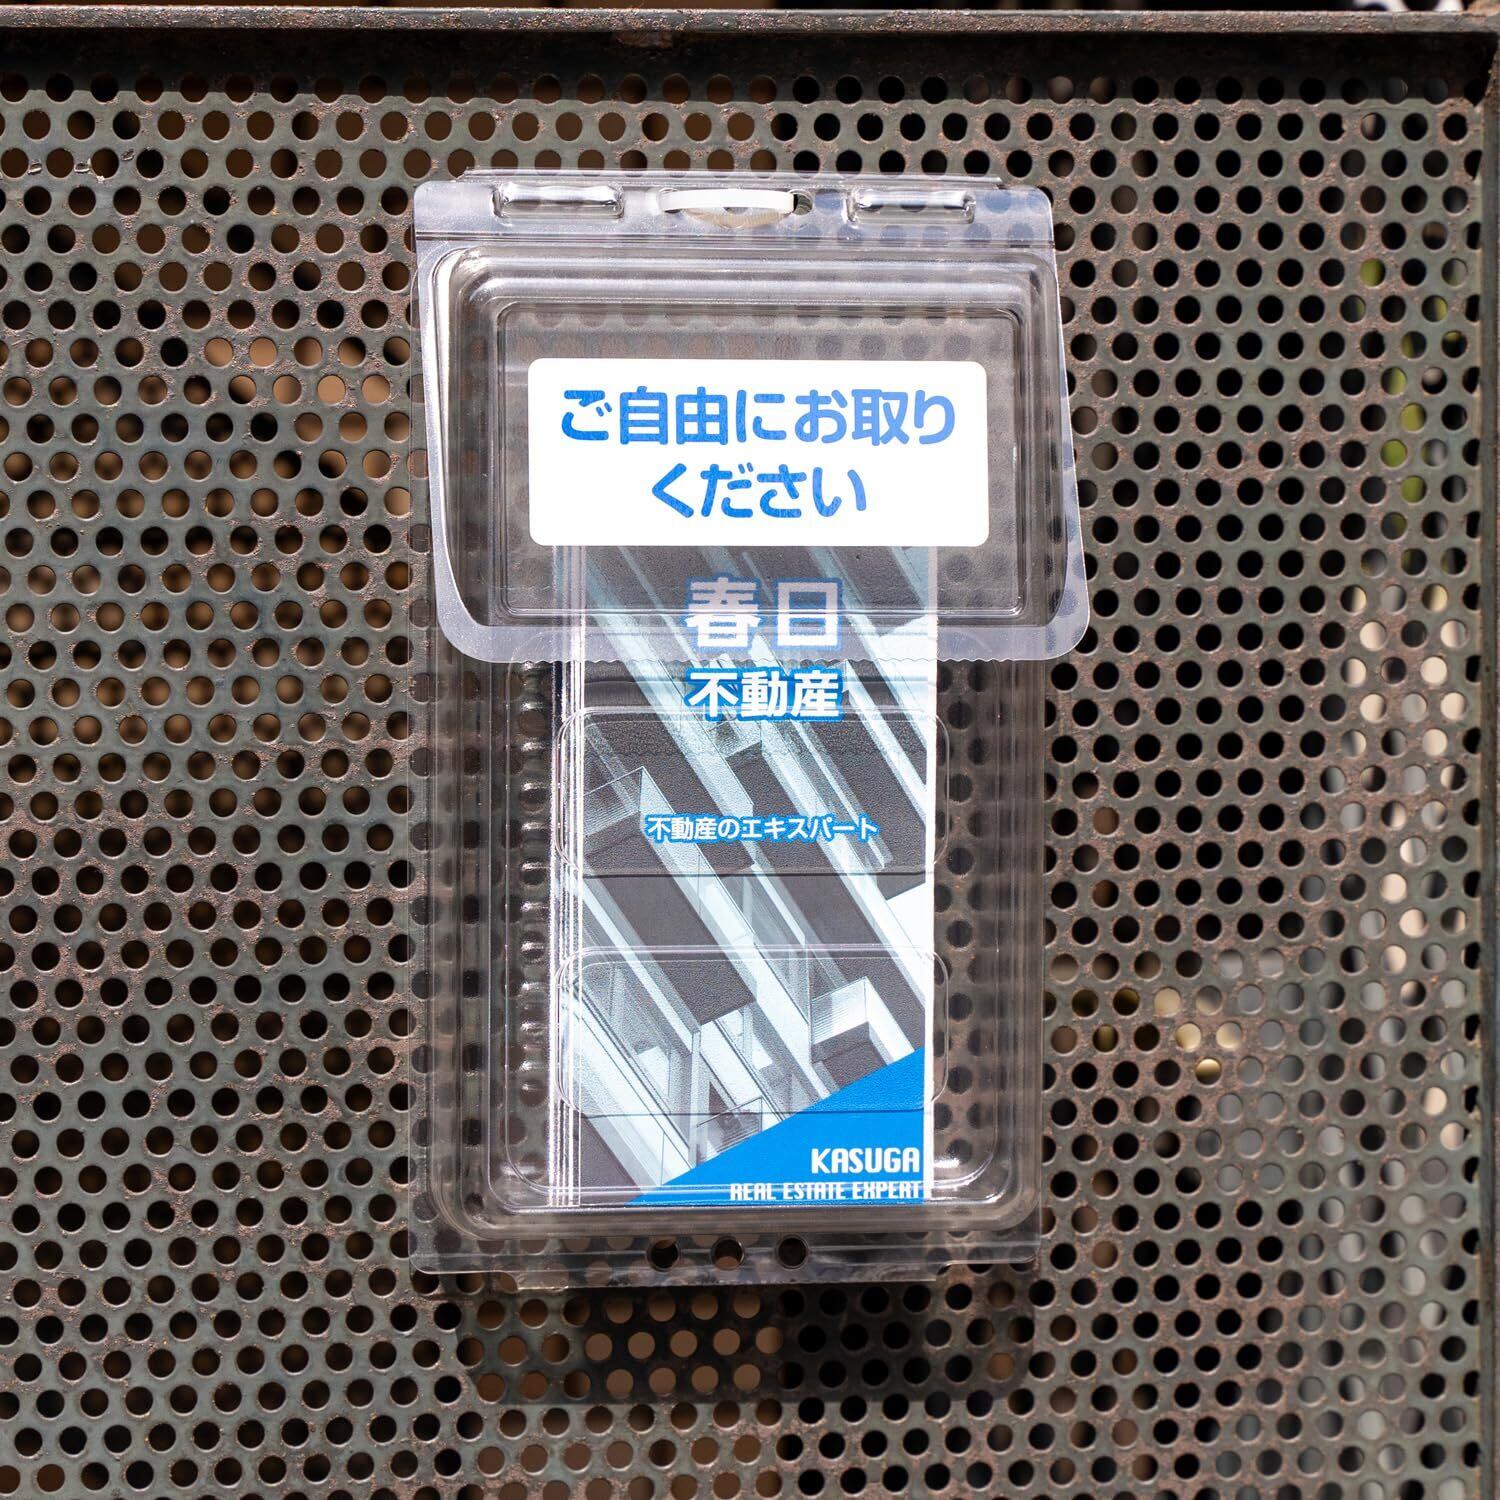 ご自由にお取り
ください
春日
不動産
不動産のエキスパート
KASUGA
REAL ESTATE EXPERT